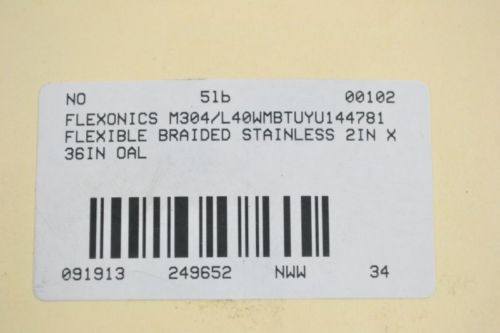 NO 51b 00102
FLEXONICS M304/L40WMBTUYU144781
FLEXIBLE BRAIDED STAINLESS 2IN X
36IN OAL
091913 249652 NWW 34